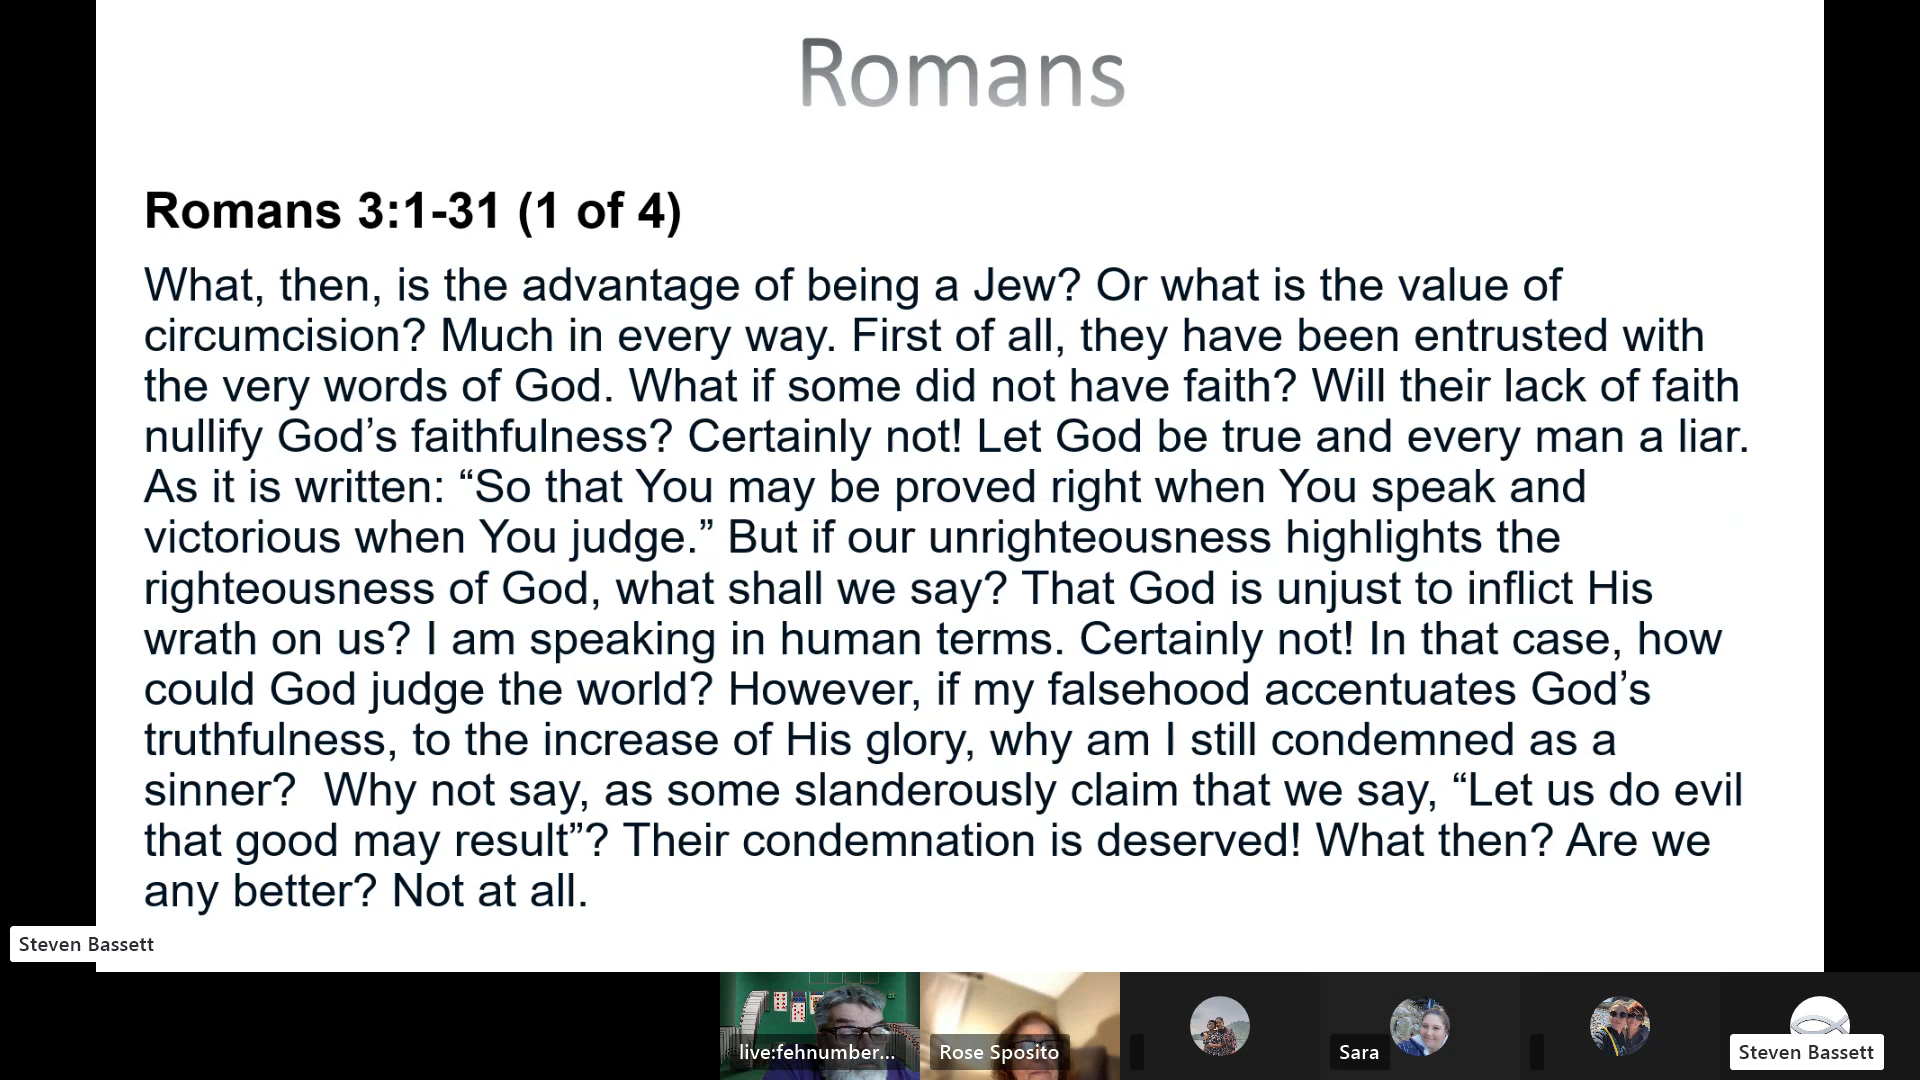 Romans
Romans 3:1-31 (1 of 4)
What, then, is the advantage of being a Jew? Or what is the value of
circumcision? Much in every way. First of all, they have been entrusted with
the very words of God. What if some did not have faith? Will their lack of faith
nullify God’s faithfulness? Certainly not! Let God be true and every man a liar.
As it is written: “So that You may be proved right when You speak and
victorious when You judge.” But if our unrighteousness highlights the
righteousness of God, what shall we say? That God is unjust to inflict His
wrath on us? I am speaking in human terms. Certainly not! In that case, how
could God judge the world? However, if my falsehood accentuates God’s
truthfulness, to the increase of His glory, why am I still condemned as a
sinner?  Why not say, as some slanderously claim that we say, “Let us do evil
that good may result”? Their condemnation is deserved! What then? Are we
any better? Not at all.
Steven Bassett
live:fehnumber...
Rose Sposito
Sara
Steven Bassett